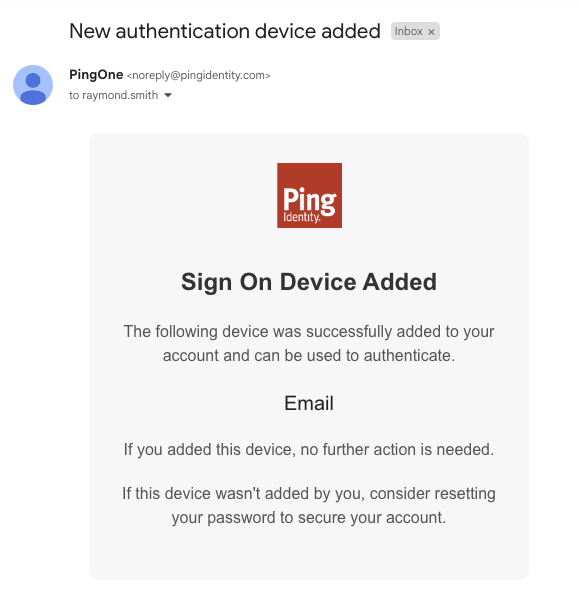 New authentication device added Inbox ×
PingOne <noreply@pingidentity.com>
to raymond.smith
Ping
Identity.
Sign On Device Added
The following device was successfully added to your
account and can be used to authenticate.
Email
If you added this device, no further action is needed.
If this device wasn't added by you, consider resetting
your password to secure your account.